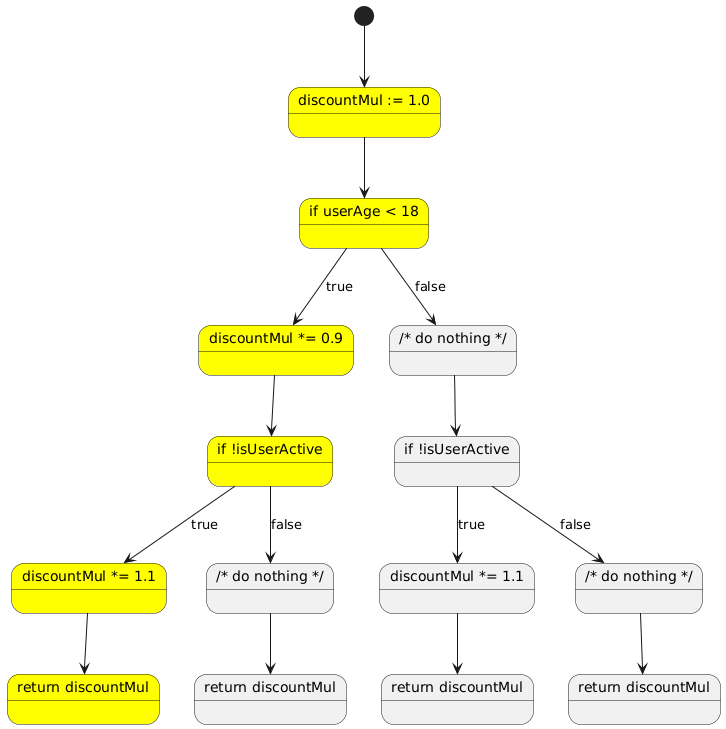 discountMul := 1.0
if userAge < 18
true
false
discountMul *= 0.9
/* do nothing */
if !isUserActive
if !isUserActive
true
false
true
false
discountMul *= 1.1
/* do nothing */
discountMul *= 1.1
/* do nothing */
return discountMul
return discountMul
return discountMul
return discountMul